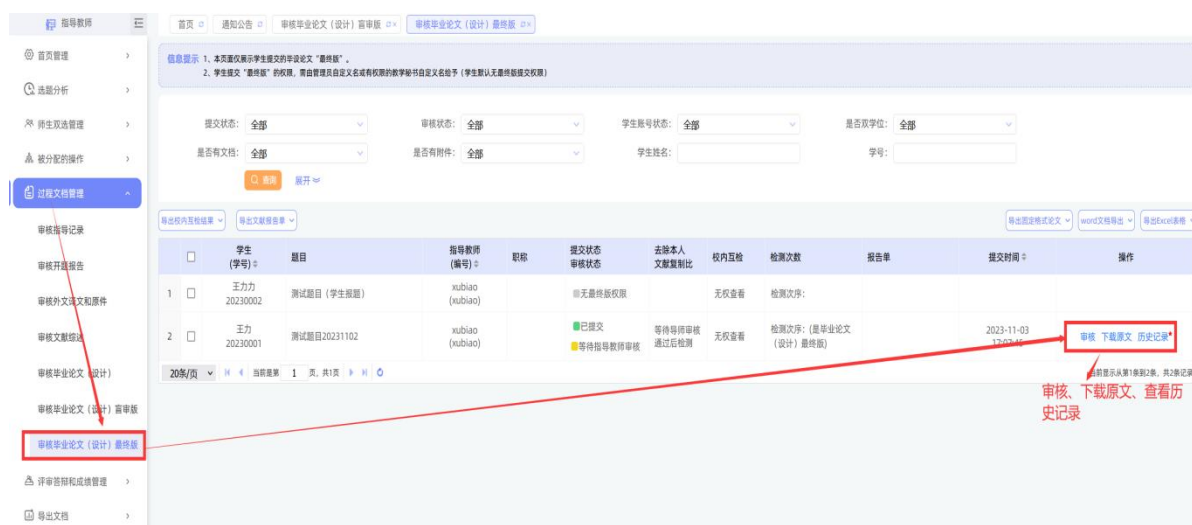 指导教师
首页 通知公告 审核毕业论文（设计）盲审版 审核毕业论文（设计）最终版
首页管理
选题分析
师生双选管理
被分配的操作
过程文档管理
审核指导记录
审核开题报告
审核外文译文和原件
审核文献综述
审核毕业论文（设计）
审核毕业论文（设计）盲审版
审核毕业论文（设计）最终版
评审答辩和成绩管理
导出文档
信息提示 1、本页面仅展示学生提交的毕设论文“最终版”。
2、学生提交“最终版”的权限，需由管理员自定义名或有权限的教学秘书自定义名给予（学生默认无最终版提交权限）
提交状态： 全部 审核状态： 全部 学生账号状态： 全部 是否双学位： 全部
是否有文档： 全部 是否有附件： 全部 学生姓名： 学号：
查询 展开
导出校内互检结果 导出文献报告单 导出固定格式论文 word文档导出 导出Excel表格
学生（学号） 题目 指导教师（编号） 职称 提交状态 审核状态 去除本人文献复制比 校内互检 检测次数 报告单 提交时间 操作
1 王力力 20230002 测试题目（学生报题） xubiao (xubiao) 无最终版权限 无权查看 检测次序：
2 王力 20230001 测试题目20231102 xubiao (xubiao) 已提交 等待指导教师审核 等待导师审核通过后检测 无权查看 检测次序：(是毕业论文（设计）最终版) 2023-11-03 审核 下载原文 历史记录
20条/页 当前是第 1 页，共1页 当前显示从第1条到2条，共2条记录
审核、下载原文、查看历
史记录